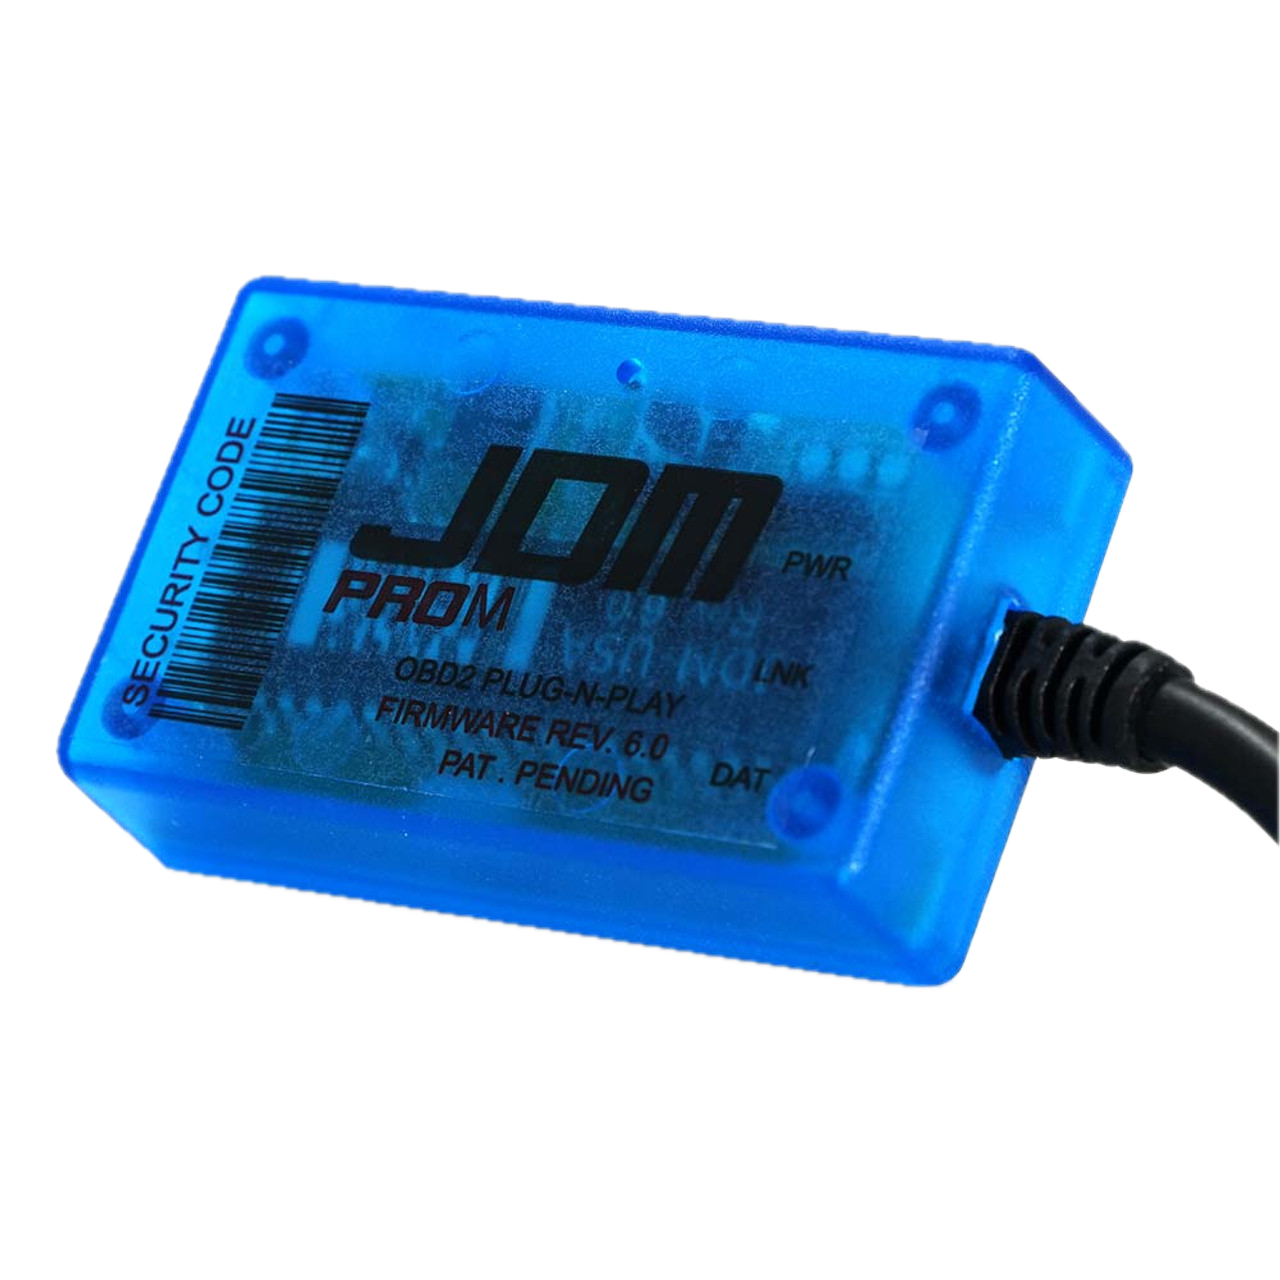 SECURITY CODE
JDM
PROM
OBD2 PLUG-N-PLAY
FIRMWARE REV. 6.0
PAT . PENDING
PWR
LNK
DAT